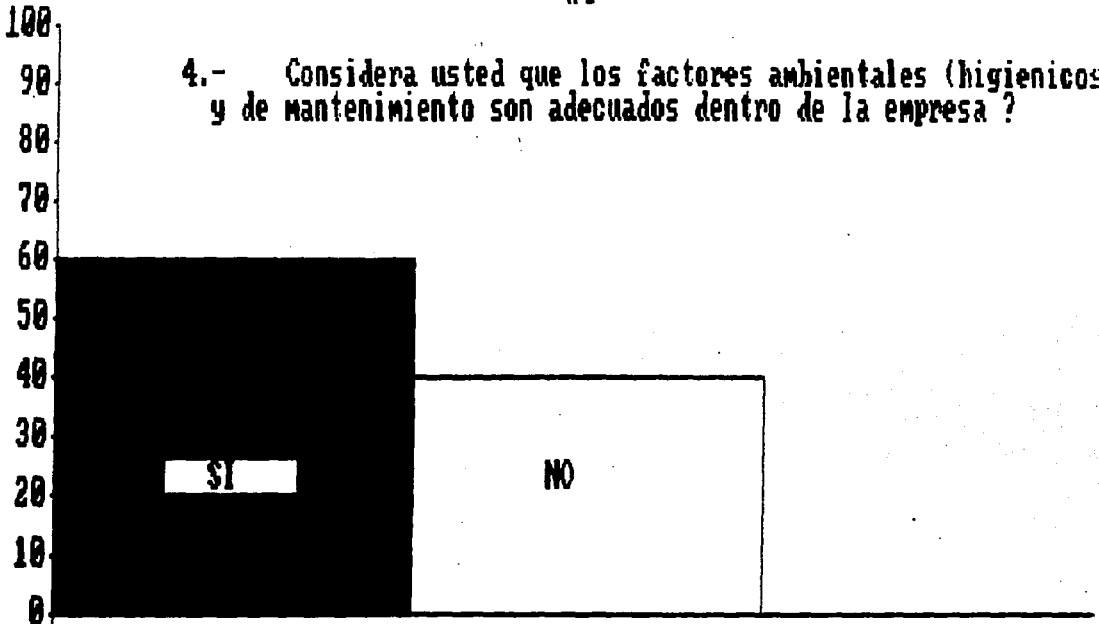 100
4.- Considera usted que los factores ambientales (higienicos
90
y de mantenimiento son adecuados dentro de la empresa ?
80
70
60
50
40
30
SI
NO
20
10
0